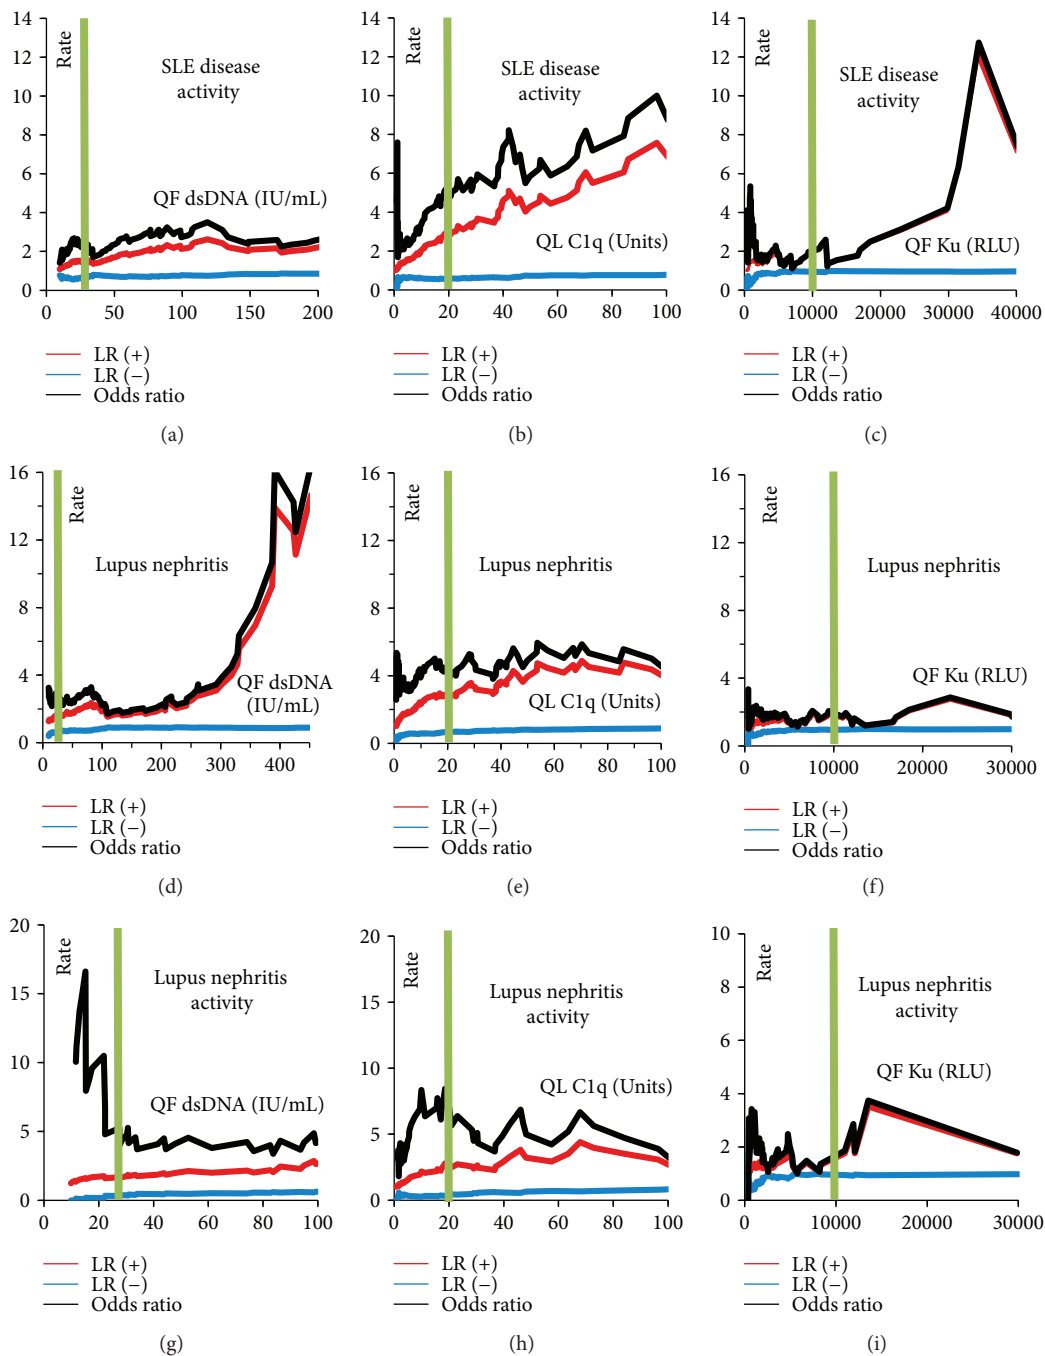 14
12
10
8
6
4
2
0
Rate
SLE disease
activity
QF dsDNA (IU/mL)
0
50
100
150
200
LR (+)
LR (−)
Odds ratio
(a)
14
12
10
8
6
4
2
0
Rate
SLE disease
activity
QL C1q (Units)
0
20
40
60
80
100
LR (+)
LR (−)
Odds ratio
(b)
14
12
10
8
6
4
2
0
Rate
SLE disease
activity
QF Ku (RLU)
0
10000
20000
30000
40000
LR (+)
LR (−)
Odds ratio
(c)
16
12
8
4
0
Rate
Lupus nephritis
QF dsDNA
(IU/mL)
0
100
200
300
400
LR (+)
LR (−)
Odds ratio
(d)
16
12
8
4
0
Rate
Lupus nephritis
QL C1q (Units)
0
20
40
60
80
100
LR (+)
LR (−)
Odds ratio
(e)
16
12
8
4
0
Rate
Lupus nephritis
QF Ku (RLU)
0
10000
20000
30000
LR (+)
LR (−)
Odds ratio
(f)
20
15
10
5
0
Rate
Lupus nephritis
activity
QF dsDNA (IU/mL)
0
20
40
60
80
100
LR (+)
LR (−)
Odds ratio
(g)
20
15
10
5
0
Rate
Lupus nephritis
activity
QL C1q (Units)
0
20
40
60
80
100
LR (+)
LR (−)
Odds ratio
(h)
10
8
6
4
2
0
Rate
Lupus nephritis
activity
QF Ku (RLU)
0
10000
20000
30000
LR (+)
LR (−)
Odds ratio
(i)